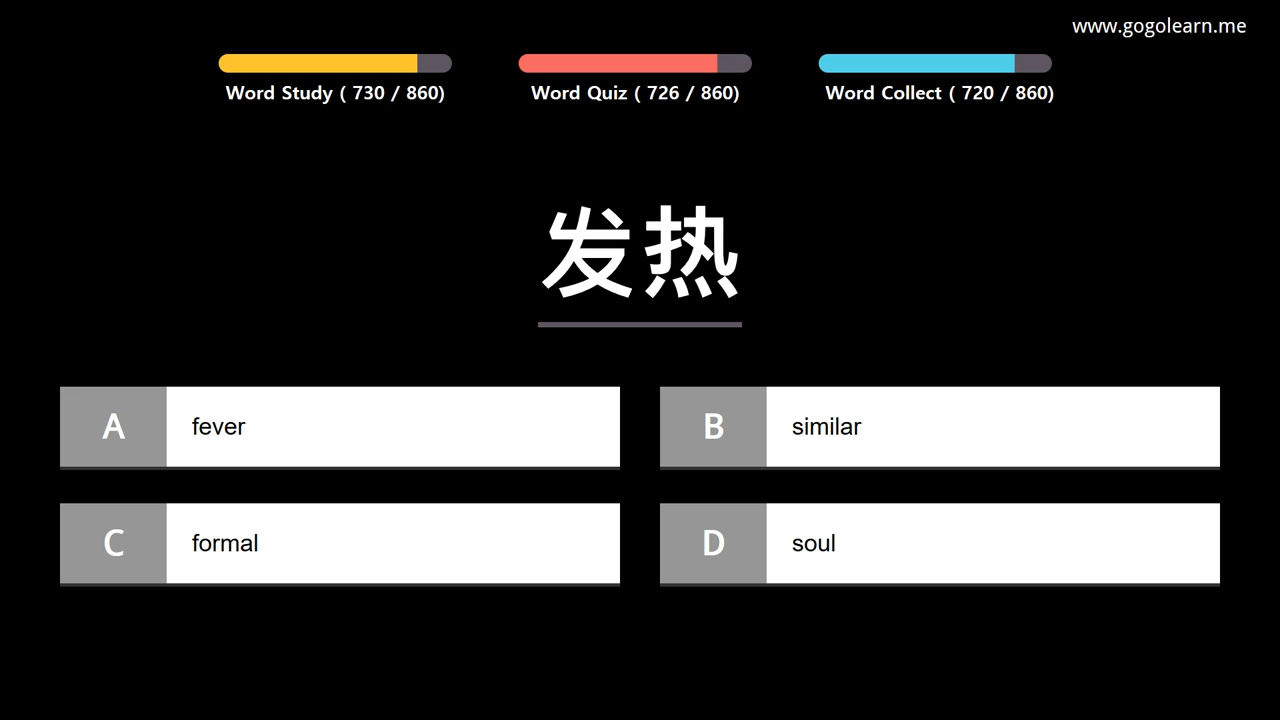 www.gogolearn.me
Word Study ( 730 / 860)
Word Quiz ( 726 / 860)
Word Collect ( 720 / 860)
发热
A fever
B similar
C formal
D soul